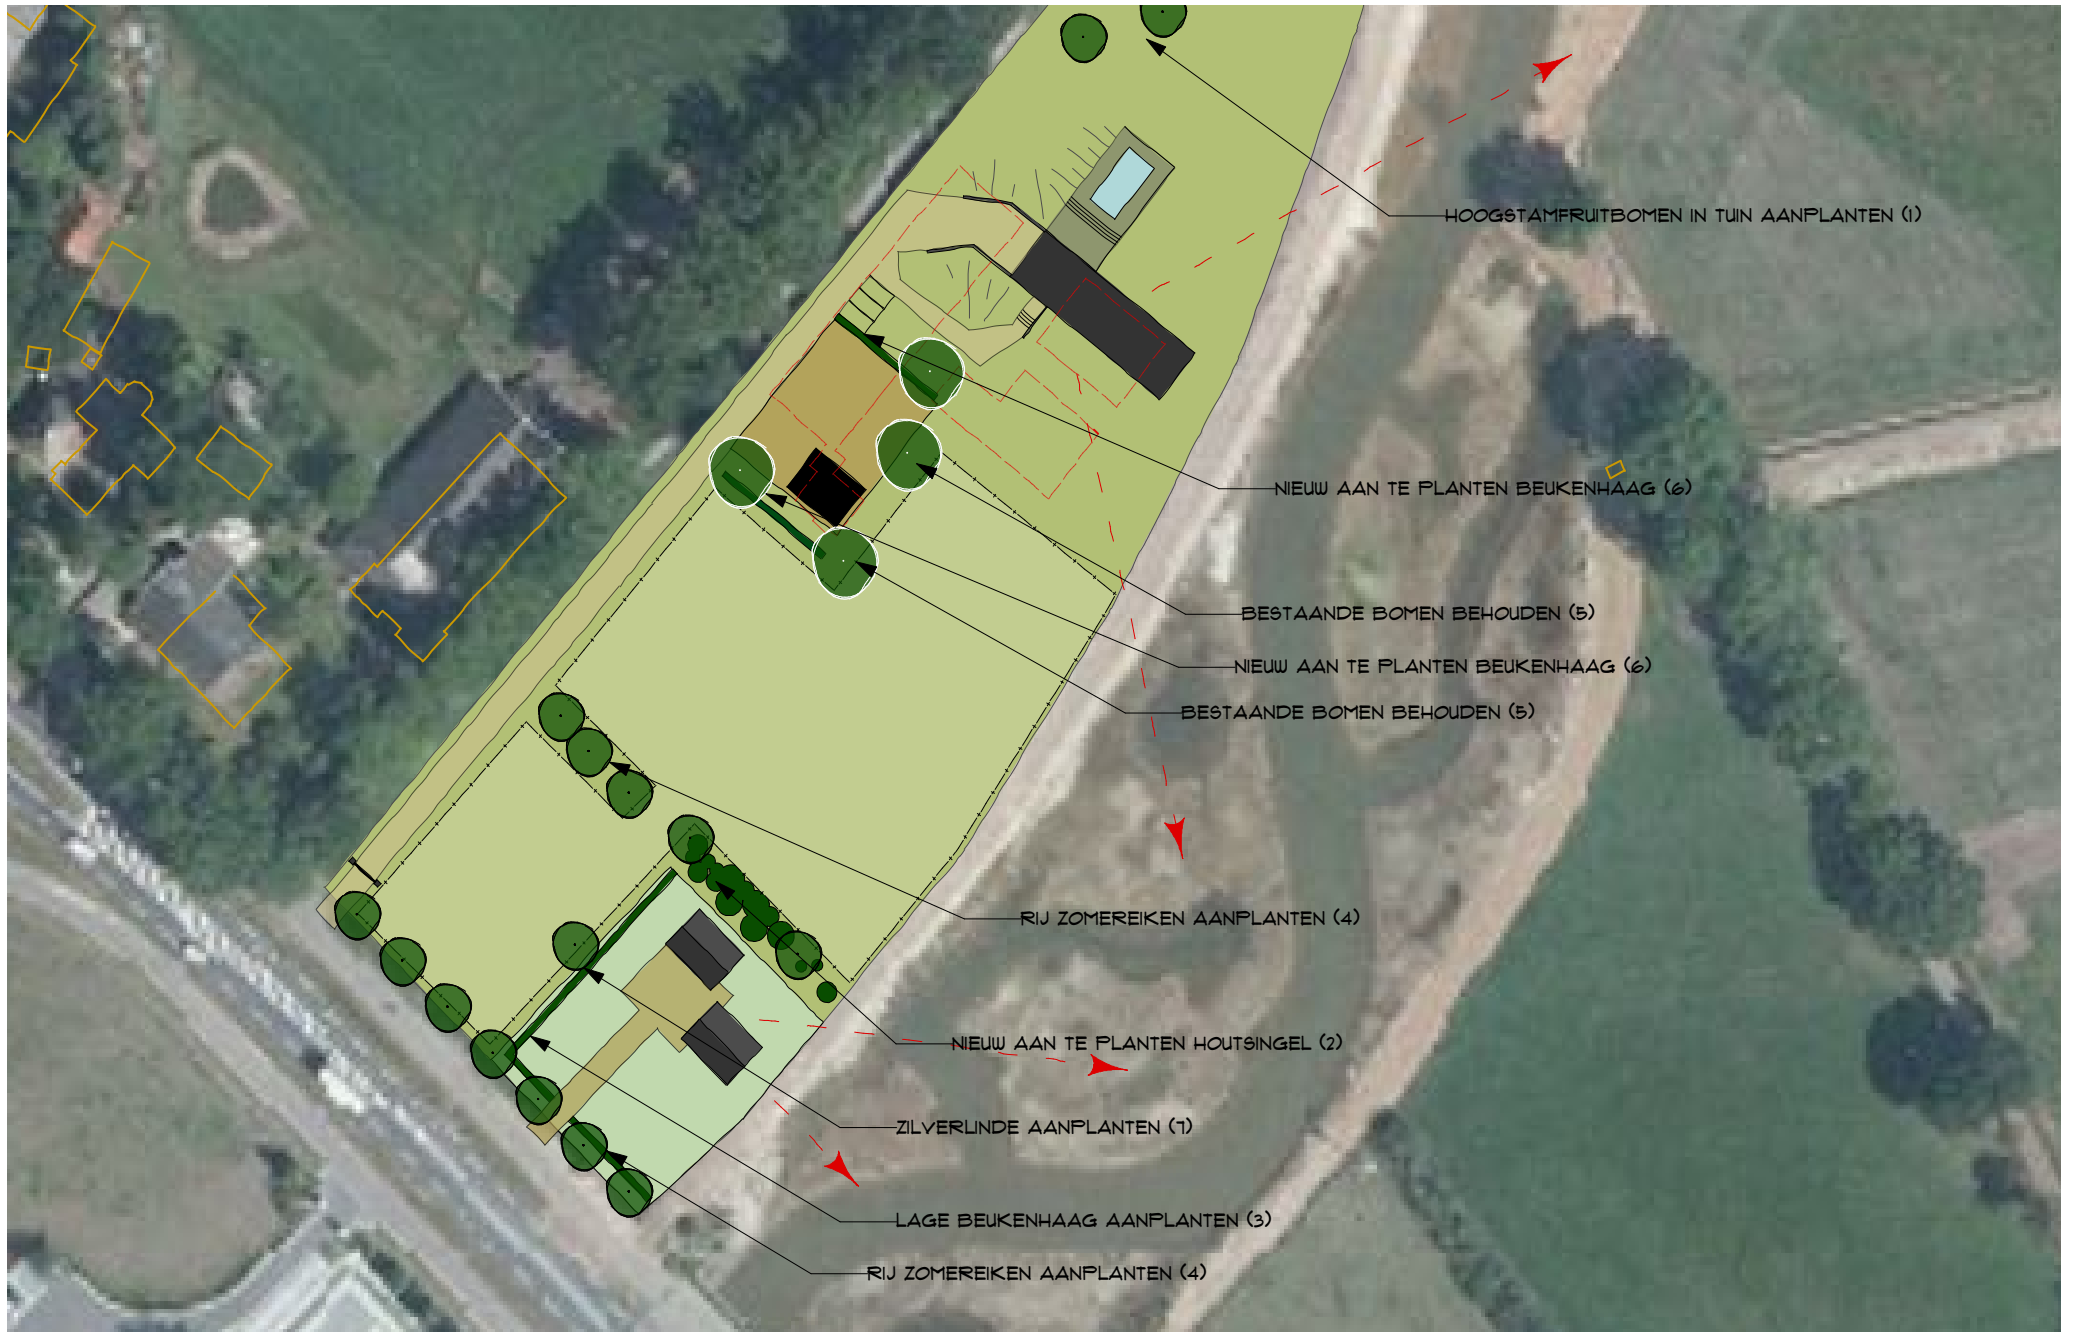 HOOGSTAMFRUITBOMEN IN TUIN AANPLANTEN (1)
NIEUW AAN TE PLANTEN BEUKENHAAG (6)
BESTAANDE BOMEN BEHOUDEN (5)
NIEUW AAN TE PLANTEN BEUKENHAAG (6)
BESTAANDE BOMEN BEHOUDEN (5)
RIJ ZOMEREIKEN AANPLANTEN (4)
NIEUW AAN TE PLANTEN HOUTSINGEL (2)
ZILVERLINDE AANPLANTEN (7)
LAGE BEUKENHAAG AANPLANTEN (3)
RIJ ZOMEREIKEN AANPLANTEN (4)